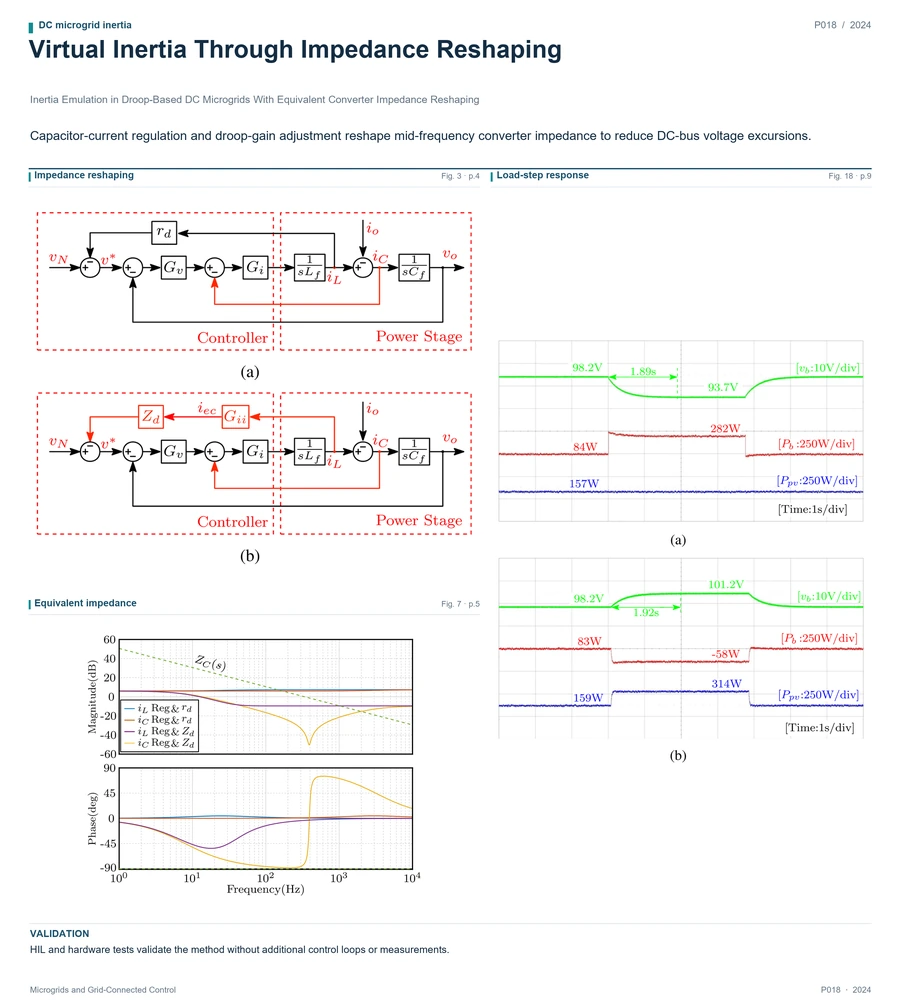 DC microgrid inertia
P018 / 2024
Virtual Inertia Through Impedance Reshaping
Inertia Emulation in Droop-Based DC Microgrids With Equivalent Converter Impedance Reshaping
Capacitor-current regulation and droop-gain adjustment reshape mid-frequency converter impedance to reduce DC-bus voltage excursions.
Impedance reshaping
Fig. 3 · p.4
r_d
i_o
v_N
v*
G_v
G_i
1/sL_f
i_L
i_C
1/sC_f
v_o
Controller
Power Stage
(a)
Z_d
i_ec
G_ii
i_o
v_N
v*
G_v
G_i
1/sL_f
i_L
i_C
1/sC_f
v_o
Controller
Power Stage
(b)
Equivalent impedance
Fig. 7 · p.5
Magnitude(dB)
60
40
20
0
-20
-40
-60
Z_C(s)
i_L Reg& r_d
i_C Reg& r_d
i_L Reg& Z_d
i_C Reg& Z_d
Phase(deg)
90
45
0
-45
-90
10^0 10^1 10^2 10^3 10^4
Frequency(Hz)
Load-step response
Fig. 18 · p.9
98.2V
1.89s
93.7V
[v_b:10V/div]
84W
282W
[P_b:250W/div]
157W
[P_pv:250W/div]
[Time:1s/div]
(a)
98.2V
1.92s
101.2V
[v_b:10V/div]
83W
-58W
[P_b:250W/div]
159W
314W
[P_pv:250W/div]
[Time:1s/div]
(b)
VALIDATION
HIL and hardware tests validate the method without additional control loops or measurements.
Microgrids and Grid-Connected Control
P018 · 2024